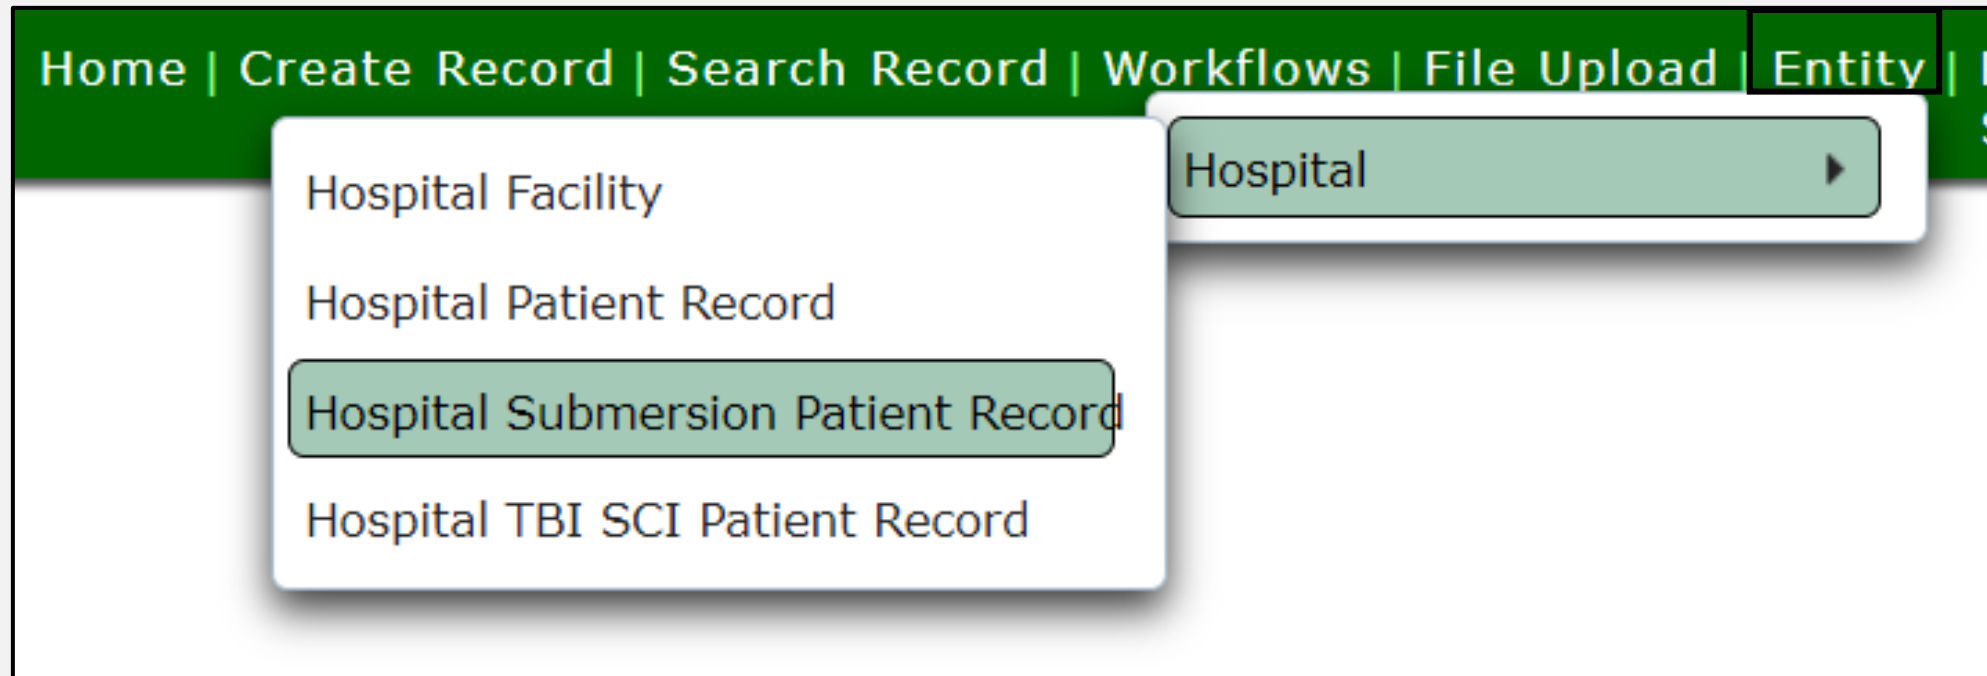 Home | Create Record | Search Record | Workflows | File Upload | Entity |
Hospital
Hospital Facility
Hospital Patient Record
Hospital Submersion Patient Record
Hospital TBI SCI Patient Record